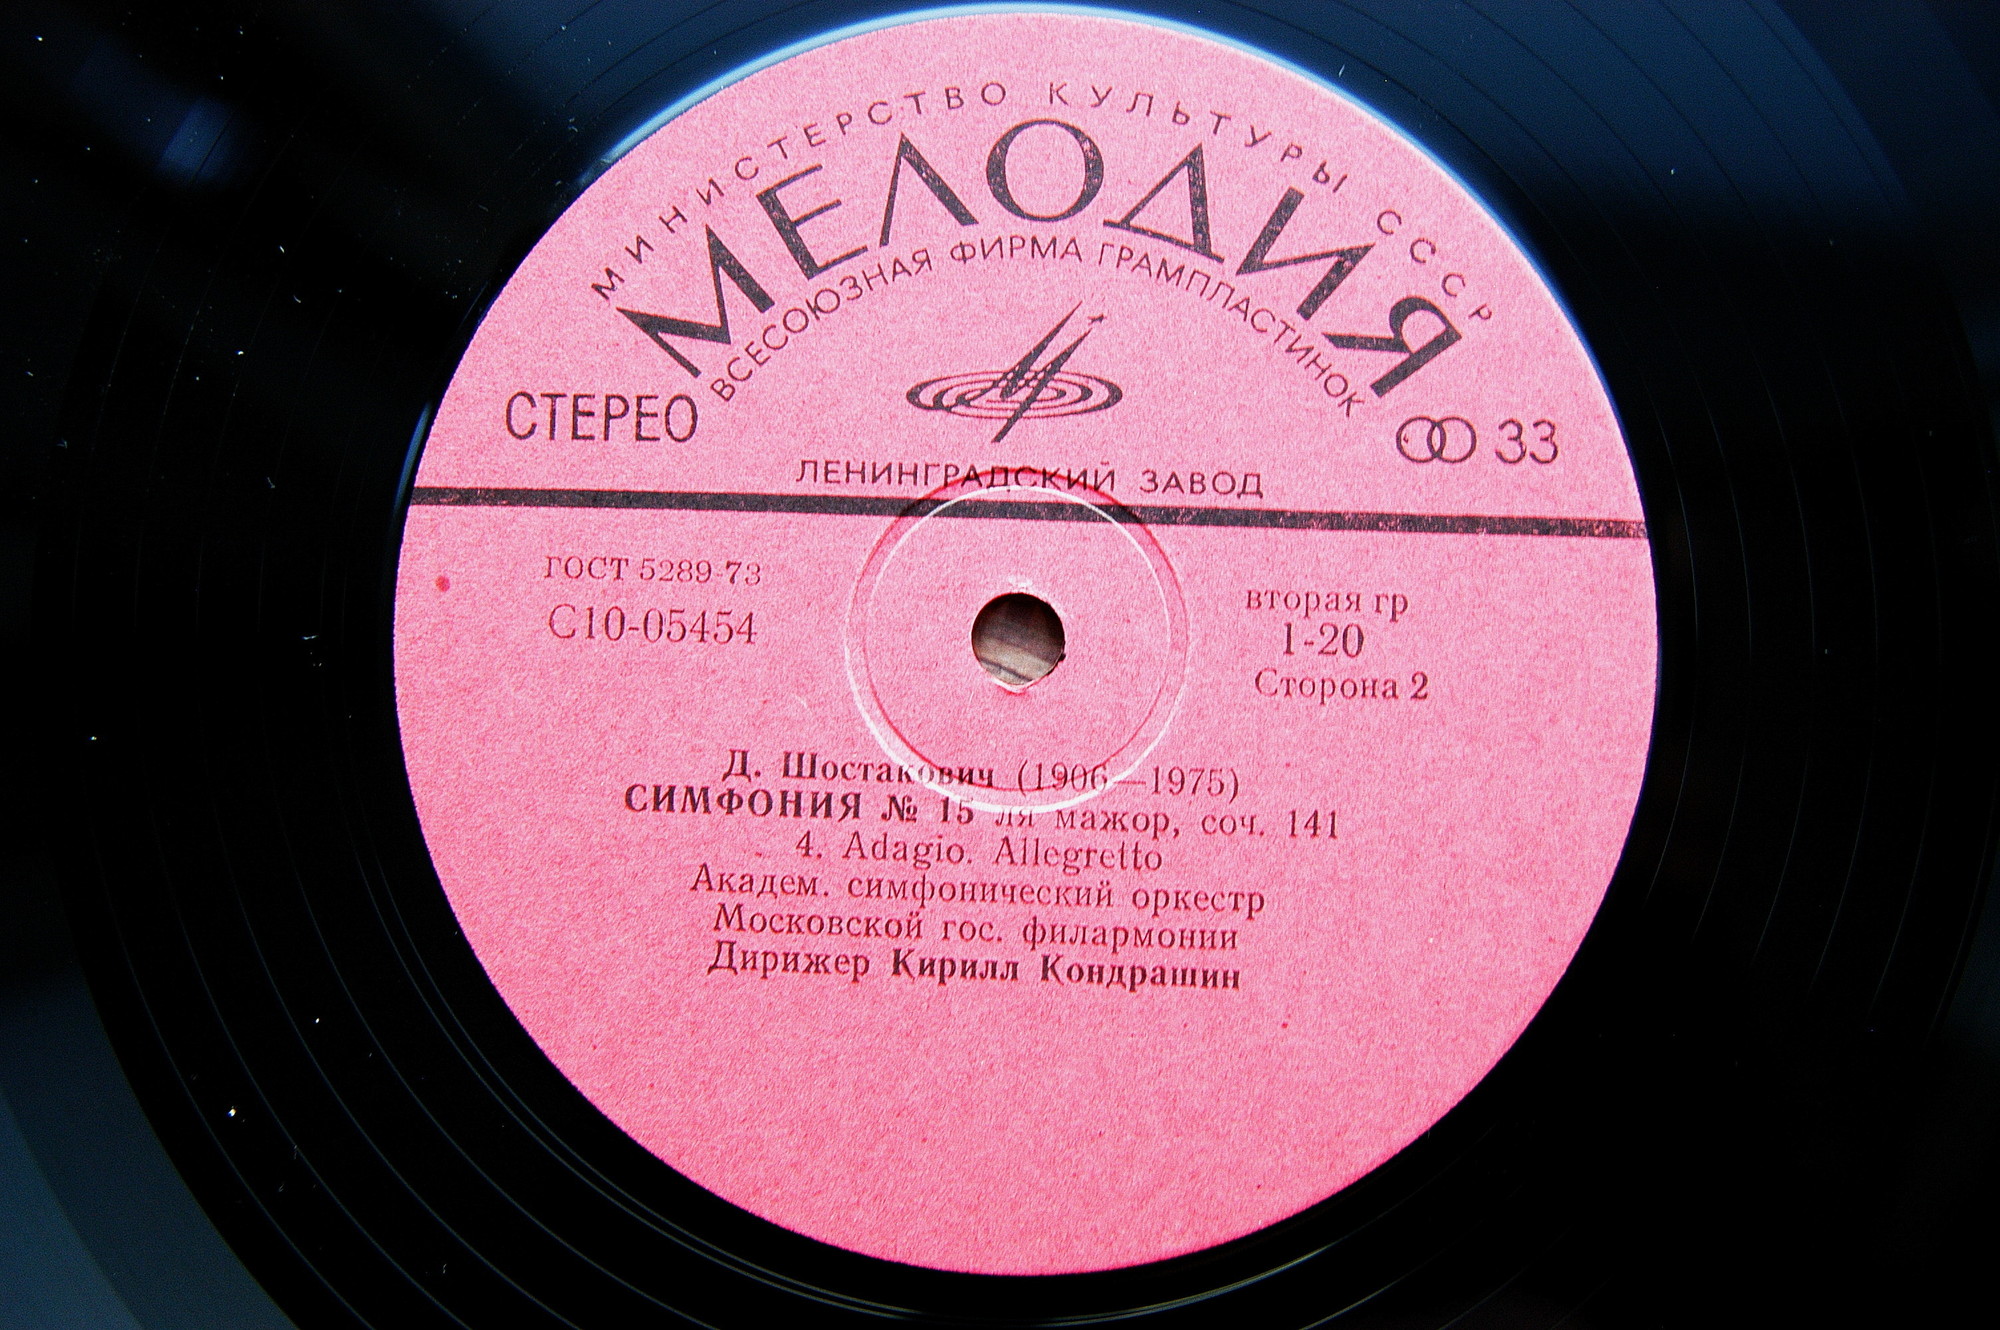 МИНИСТЕРСТВО КУЛЬТУРЫ СССР
МЕЛОДИЯ
ВСЕСОЮЗНАЯ ФИРМА ГРАМПЛАСТИНОК
СТЕРЕО
33
ЛЕНИНГРАДСКИЙ ЗАВОД
ГОСТ 5289-73
С10-05454
вторая гр
1-20
Сторона 2
Д. Шостакович (1906—1975)
СИМФОНИЯ № 15 ля мажор, соч. 141
4. Adagio. Allegretto
Академ. симфонический оркестр
Московской гос. филармонии
Дирижер Кирилл Кондрашин